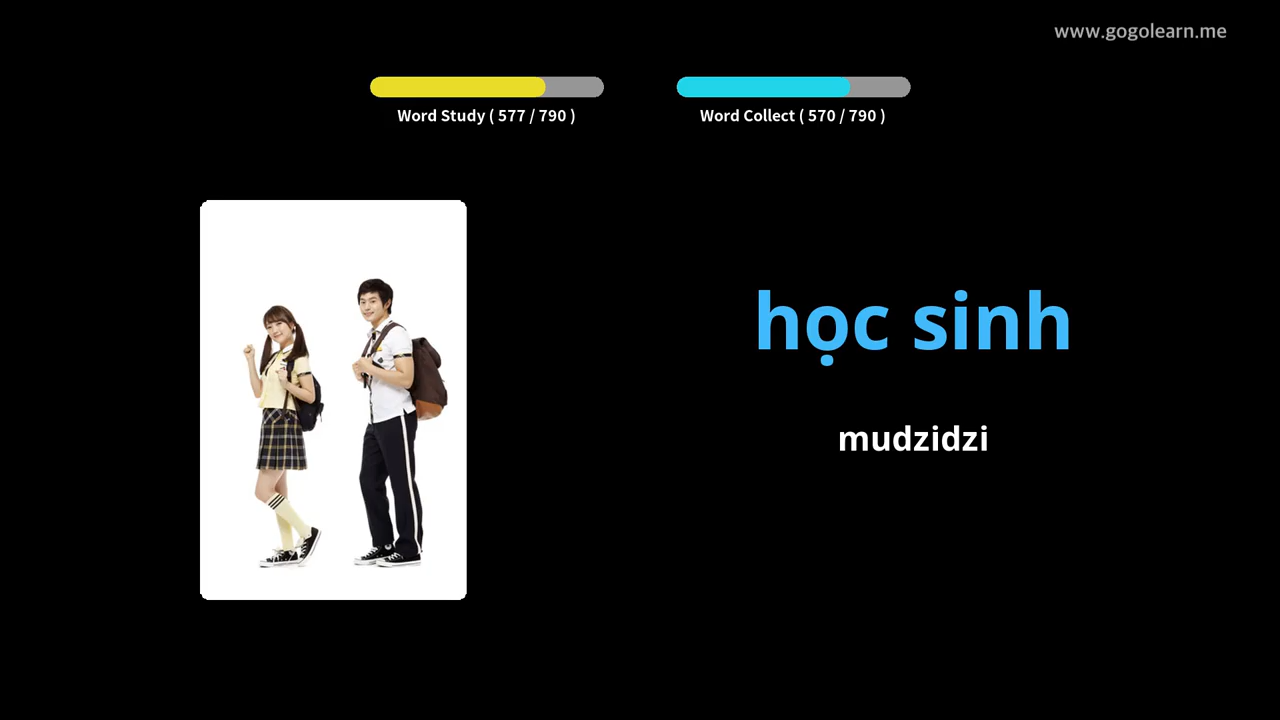 www.gogolearn.me
Word Study ( 577 / 790 )
Word Collect ( 570 / 790 )
học sinh
mudzidzi